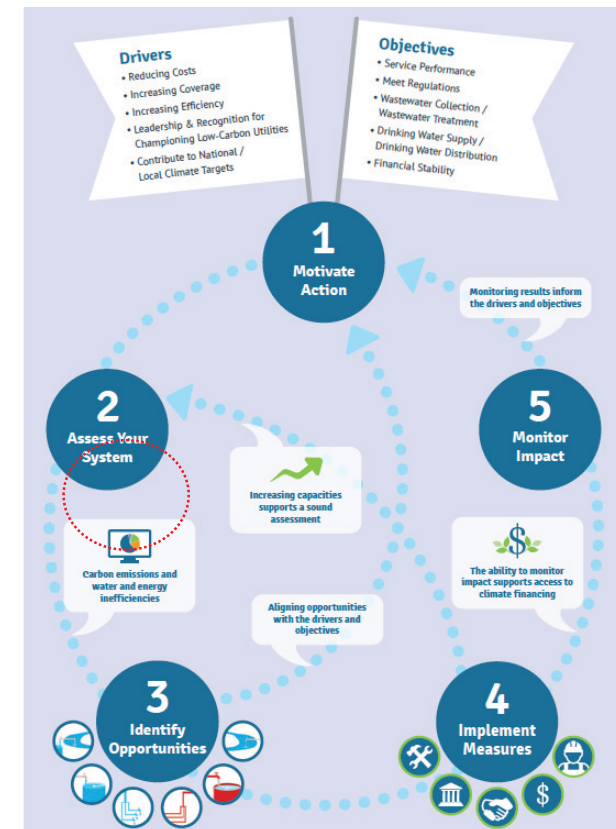 Drivers
• Reducing Costs
• Increasing Coverage
• Increasing Efficiency
• Leadership & Recognition for
Championing Low-Carbon Utilities
• Contribute to National /
Local Climate Targets
Objectives
• Service Performance
• Meet Regulations
• Wastewater Collection /
Wastewater Treatment
• Drinking Water Supply /
Drinking Water Distribution
• Financial Stability
1
Motivate
Action
Monitoring results inform
the drivers and objectives
2
Assess Your
System
5
Monitor
Impact
Increasing capacities
supports a sound
assessment
$
Carbon emissions and
water and energy
inefficiencies
The ability to monitor
impact supports access to
climate financing
Aligning opportunities
with the drivers and
objectives
3
Identify
Opportunities
4
Implement
Measures
$